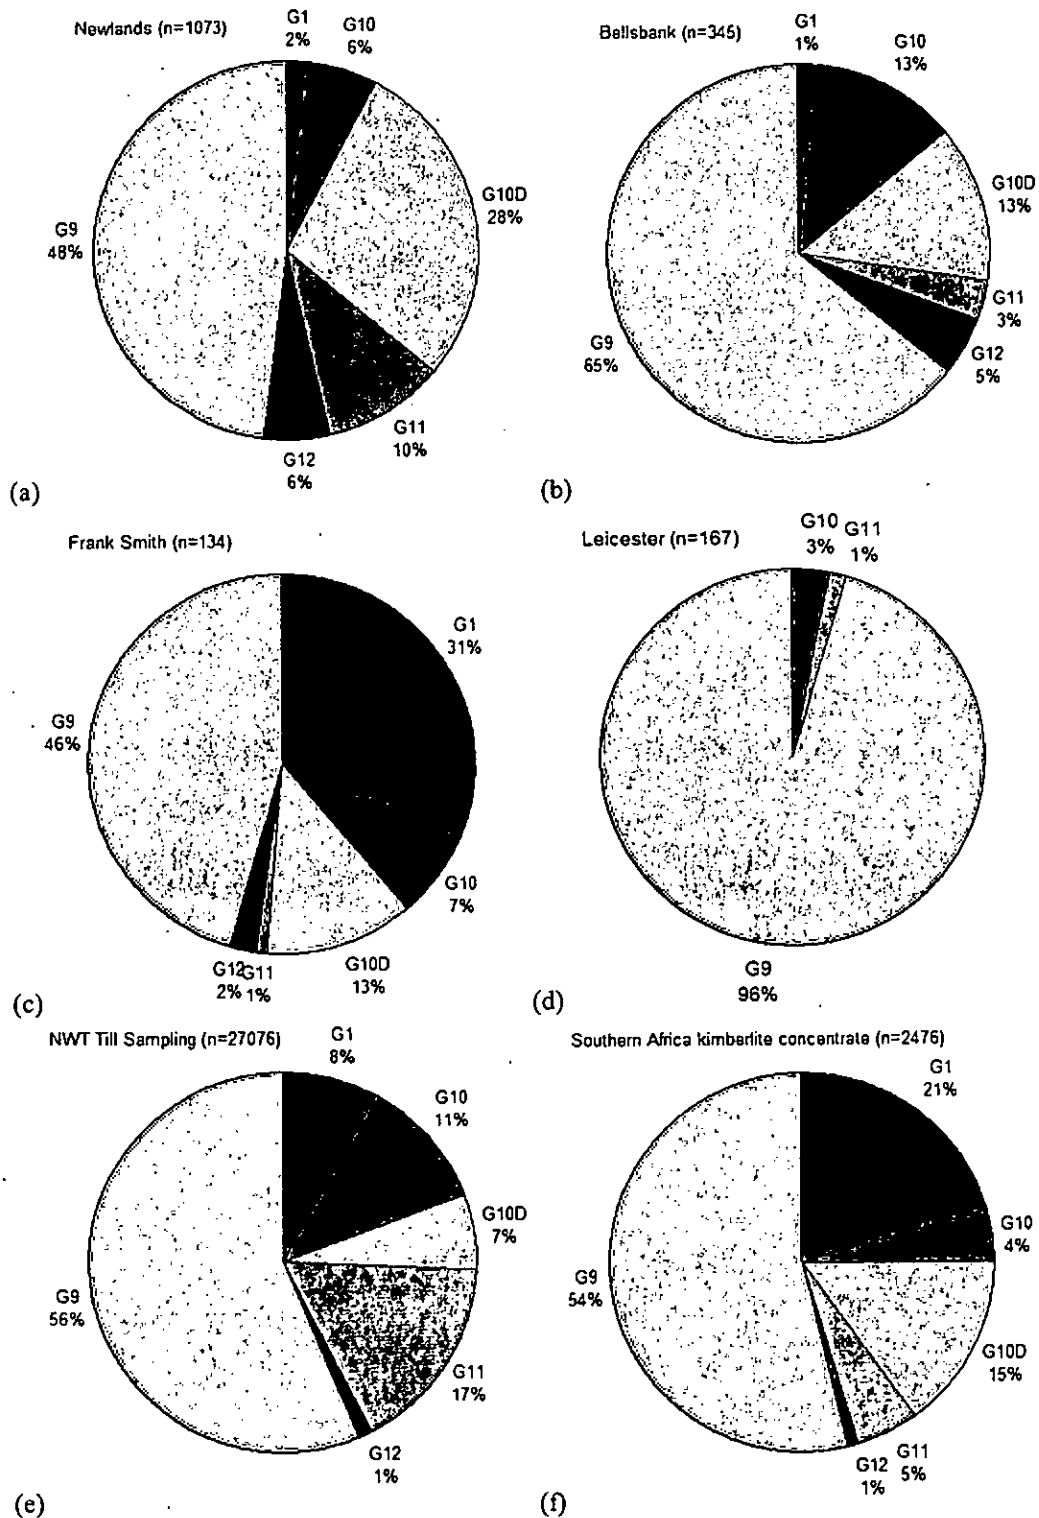 Newlands (n=1073)
G1
2%
G10
6%
G10D
28%
G11
10%
G12
6%
G9
48%
(a)
Bellsbank (n=345)
G1
1%
G10
13%
G10D
13%
G11
3%
G12
5%
G9
65%
(b)
Frank Smith (n=134)
G1
31%
G10
7%
G10D
13%
G11
1%
G12
2%
G9
46%
(c)
Leicester (n=167)
G10
3%
G11
1%
G9
96%
(d)
NWT Till Sampling (n=27076)
G1
8%
G10
11%
G10D
7%
G11
17%
G12
1%
G9
56%
(e)
Southern Africa kimberlite concentrate (n=2476)
G1
21%
G10
4%
G10D
15%
G11
5%
G12
1%
G9
54%
(f)